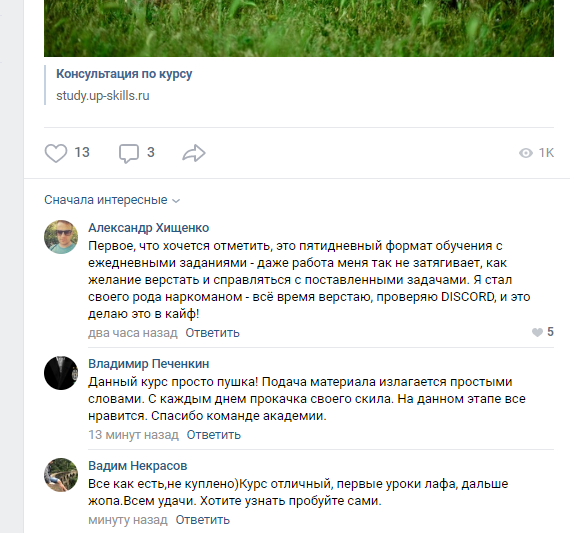 Консультация по курсу
study.up-skills.ru
13 3 1K
Сначала интересные
Александр Хищенко
Первое, что хочется отметить, это пятидневный формат обучения с
ежедневными заданиями - даже работа меня так не затягивает, как
желание верстать и справляться с поставленными задачами. Я стал
своего рода наркоманом - всё время верстаю, проверяю DISCORD, и это
делаю это в кайф!
два часа назад Ответить 5
Владимир Печенкин
Данный курс просто пушка! Подача материала излагается простыми
словами. С каждым днем прокачка своего скила. На данном этапе все
нравится. Спасибо команде академии.
13 минут назад Ответить
Вадим Некрасов
Все как есть,не куплено)Курс отличный, первые уроки лафа, дальше
жопа.Всем удачи. Хотите узнать пробуйте сами.
минуту назад Ответить